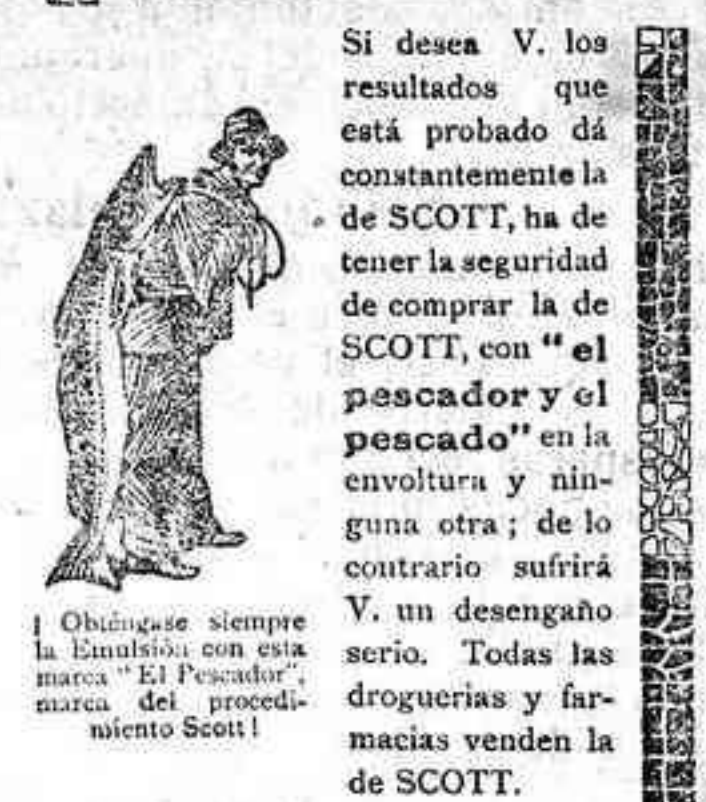 Si desea V. los
resultados que
está probado dá
constantemente la
de SCOTT, ha de
tener la seguridad
de comprar la de
SCOTT, con "el
pescador y el
pescado" en la
envoltura y nin-
guna otra; de lo
contrario sufrirá
V. un desengaño
serio. Todas las
droguerias y far-
macias venden la
de SCOTT.
¡ Obténgase siempre
la Emulsión con esta
marca "El Pescador",
marca del procedi-
miento Scott!